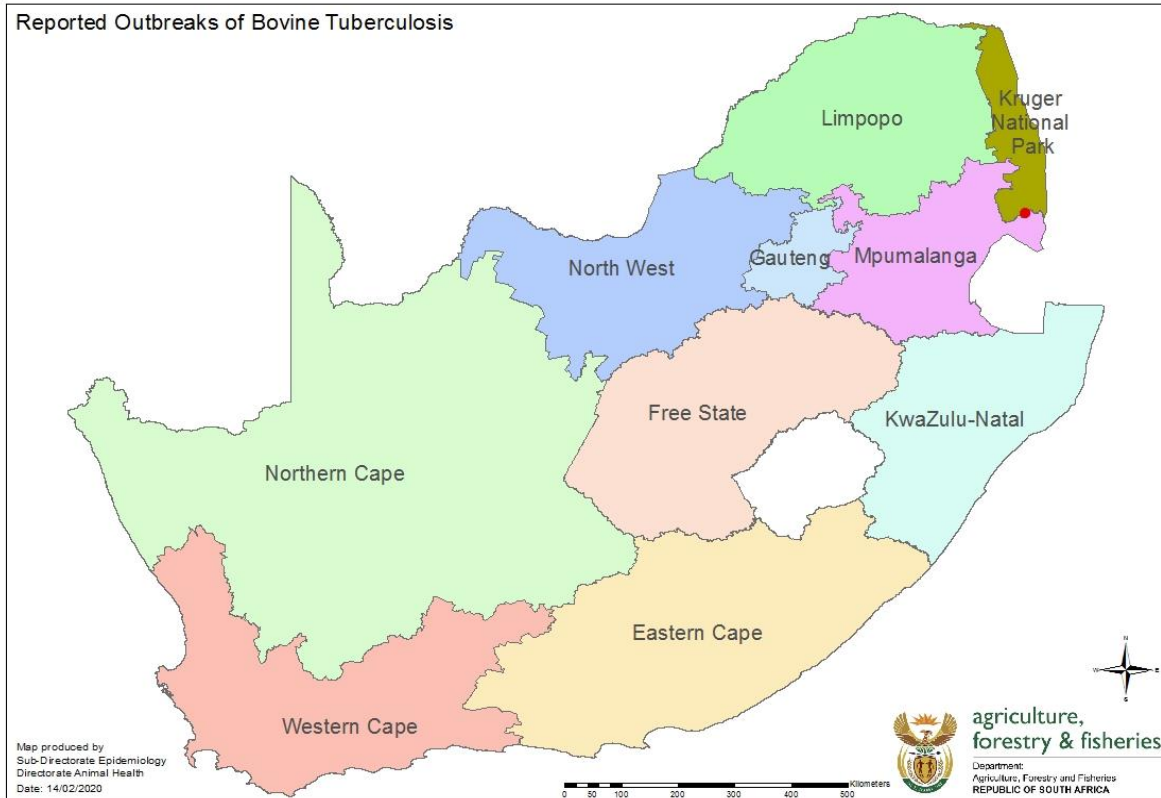 Reported Outbreaks of Bovine Tuberculosis
Limpopo
Kruger
National
Park
North West
Gauteng
Mpumalanga
Free State
KwaZulu-Natal
Northern Cape
Eastern Cape
Western Cape
N
W
E
S
Map produced by
Sub-Directorate Epidemiology
Directorate Animal Health
Date: 14/02/2020
Kilometers
0 50 100 200 300 400 500
agriculture,
forestry & fisheries
Department:
Agriculture, Forestry and Fisheries
REPUBLIC OF SOUTH AFRICA